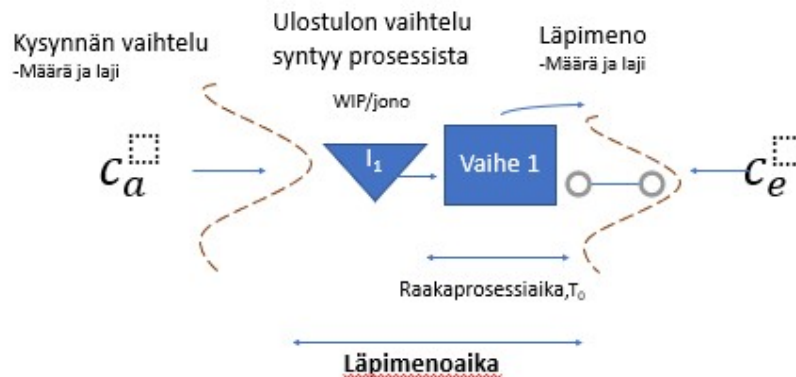 Kysynnän vaihtelu
-Määrä ja laji
Ulostulon vaihtelu
syntyy prosessista
Läpimeno
-Määrä ja laji
WIP/jono
I₁
Vaihe 1
cₐ
cₑ
Raakaprosessiaika,T₀
Läpimenoaika